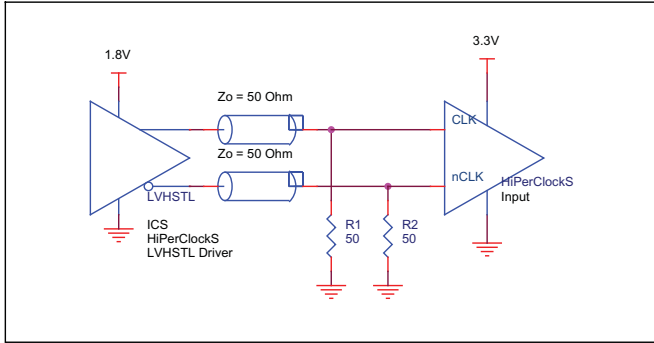 1.8V
3.3V
Zo = 50 Ohm
CLK
Zo = 50 Ohm
nCLK
HiPerClockS
Input
LVHSTL
ICS
HiPerClockS
LVHSTL Driver
R1
50
R2
50